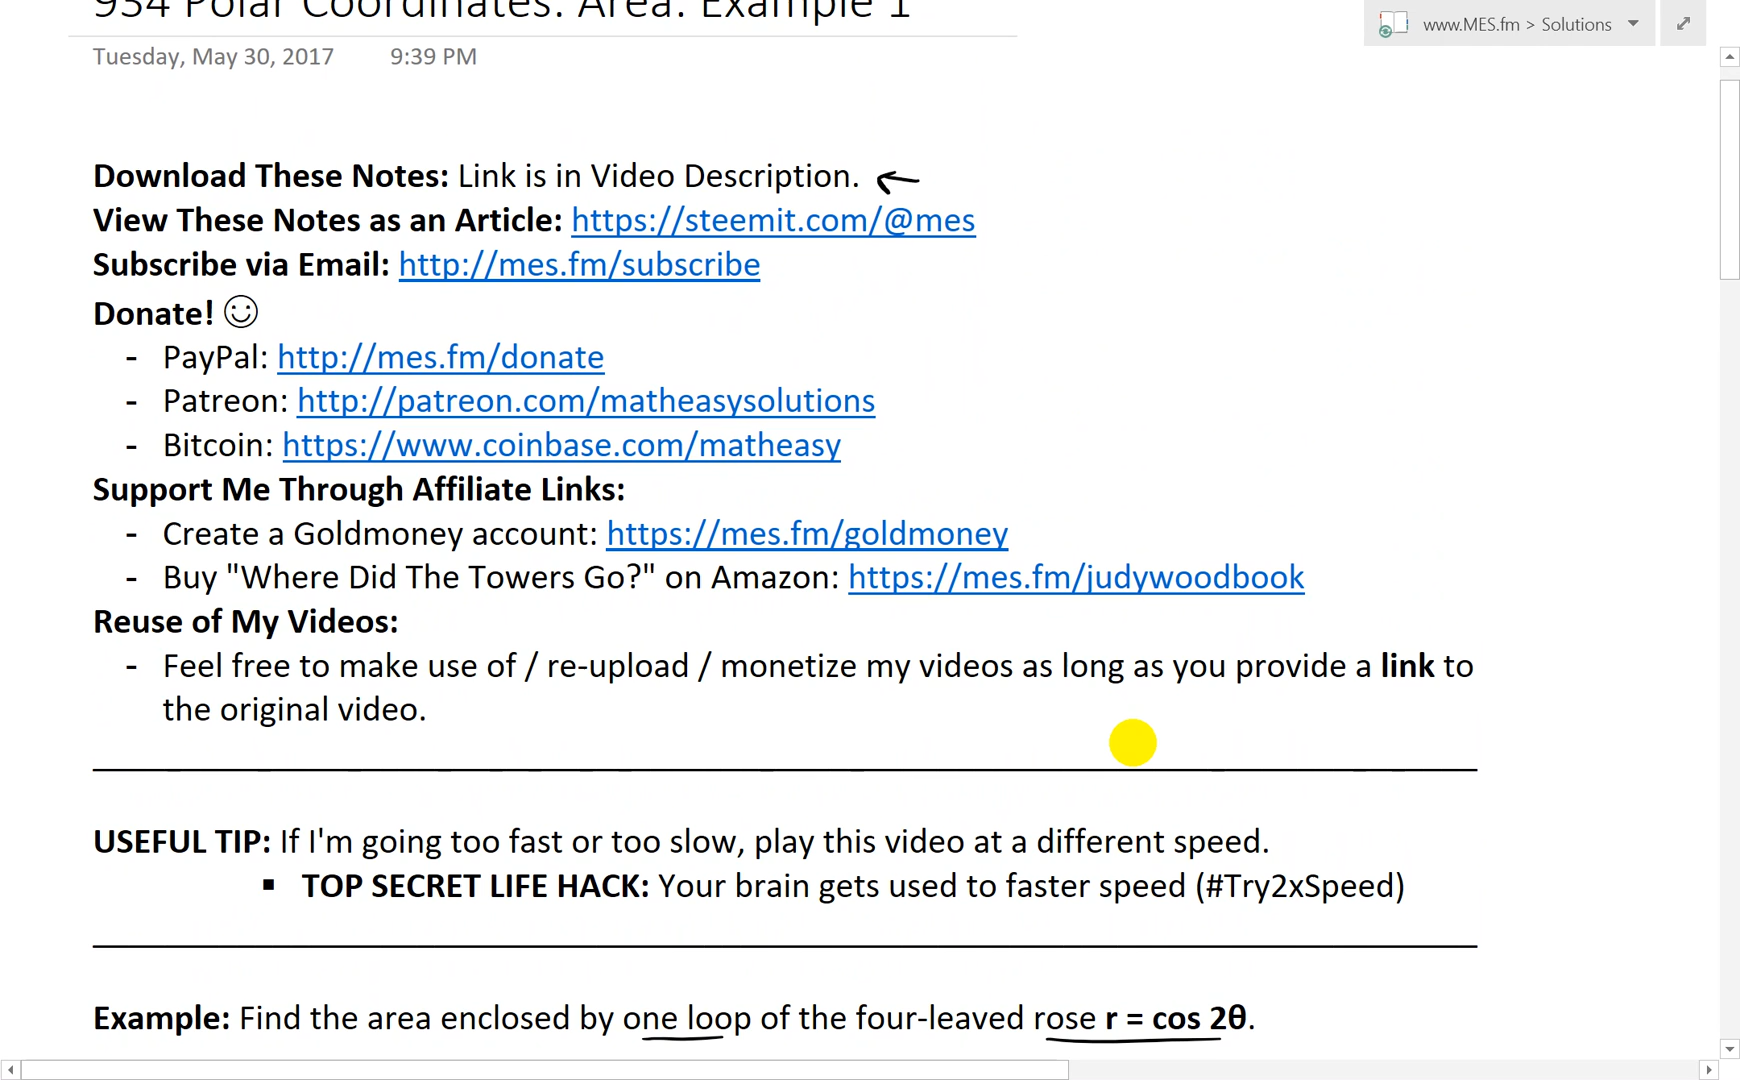 934 Polar Coordinates: Area: Example 1
www.MES.fm > Solutions
Tuesday, May 30, 2017 9:39 PM
Download These Notes: Link is in Video Description.
View These Notes as an Article: https://steemit.com/@mes
Subscribe via Email: http://mes.fm/subscribe
Donate!
- PayPal: http://mes.fm/donate
- Patreon: http://patreon.com/matheasysolutions
- Bitcoin: https://www.coinbase.com/matheasy
Support Me Through Affiliate Links:
- Create a Goldmoney account: https://mes.fm/goldmoney
- Buy "Where Did The Towers Go?" on Amazon: https://mes.fm/judywoodbook
Reuse of My Videos:
- Feel free to make use of / re-upload / monetize my videos as long as you provide a link to
the original video.
USEFUL TIP: If I'm going too fast or too slow, play this video at a different speed.
▪ TOP SECRET LIFE HACK: Your brain gets used to faster speed (#Try2xSpeed)
Example: Find the area enclosed by one loop of the four-leaved rose r = cos 2θ.